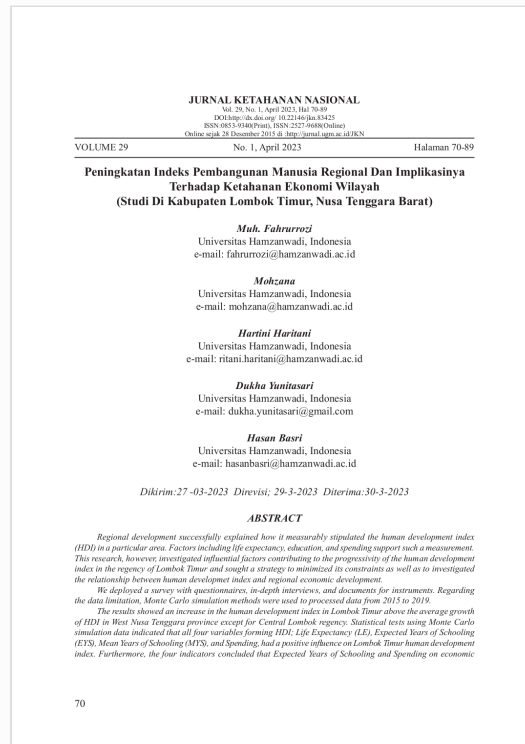 JURNAL KETAHANAN NASIONAL
Vol. 29, No. 1, April 2023, Hal 70-89
DOI:http://dx.doi.org/ 10.22146/jkn.83425
ISSN:0853-9340(Print), ISSN:2527-9688(Online)
Online sejak 28 Desember 2015 di :http://jurnal.ugm.ac.id/JKN
VOLUME 29 No. 1, April 2023 Halaman 70-89
Peningkatan Indeks Pembangunan Manusia Regional Dan Implikasinya
Terhadap Ketahanan Ekonomi Wilayah
(Studi Di Kabupaten Lombok Timur, Nusa Tenggara Barat)
Muh. Fahrurrozi
Universitas Hamzanwadi, Indonesia
e-mail: fahrurrozi@hamzanwadi.ac.id
Mohzana
Universitas Hamzanwadi, Indonesia
e-mail: mohzana@hamzanwadi.ac.id
Hartini Haritani
Universitas Hamzanwadi, Indonesia
e-mail: ritani.haritani@hamzanwadi.ac.id
Dukha Yunitasari
Universitas Hamzanwadi, Indonesia
e-mail: dukha.yunitasari@gmail.com
Hasan Basri
Universitas Hamzanwadi, Indonesia
e-mail: hasanbasri@hamzanwadi.ac.id
Dikirim:27 -03-2023 Direvisi; 29-3-2023 Diterima:30-3-2023
ABSTRACT
Regional development successfully explained how it measurably stipulated the human development index
(HDI) in a particular area. Factors including life expectancy, education, and spending support such a measurement.
This research, however, investigated influential factors contributing to the progressivity of the human development
index in the regency of Lombok Timur and sought a strategy to minimized its constraints as well as to investigated
the relationship between human developmet index and regional economic development.
We deployed a survey with questionnaires, in-depth interviews, and documents for instruments. Regarding
the data limitation, Monte Carlo simulation methods were used to processed data from 2015 to 2019.
The results showed an increase in the human development index in Lombok Timur above the average growth
of HDI in West Nusa Tenggara province except for Central Lombok regency. Statistical tests using Monte Carlo
simulation data indicated that all four variables forming HDI; Life Expectancy (LE), Expected Years of Schooling
(EYS), Mean Years of Schooling (MYS), and Spending, had a positive influence on Lombok Timur human development
index. Furthermore, the four indicators concluded that Expected Years of Schooling and Spending on economic
70